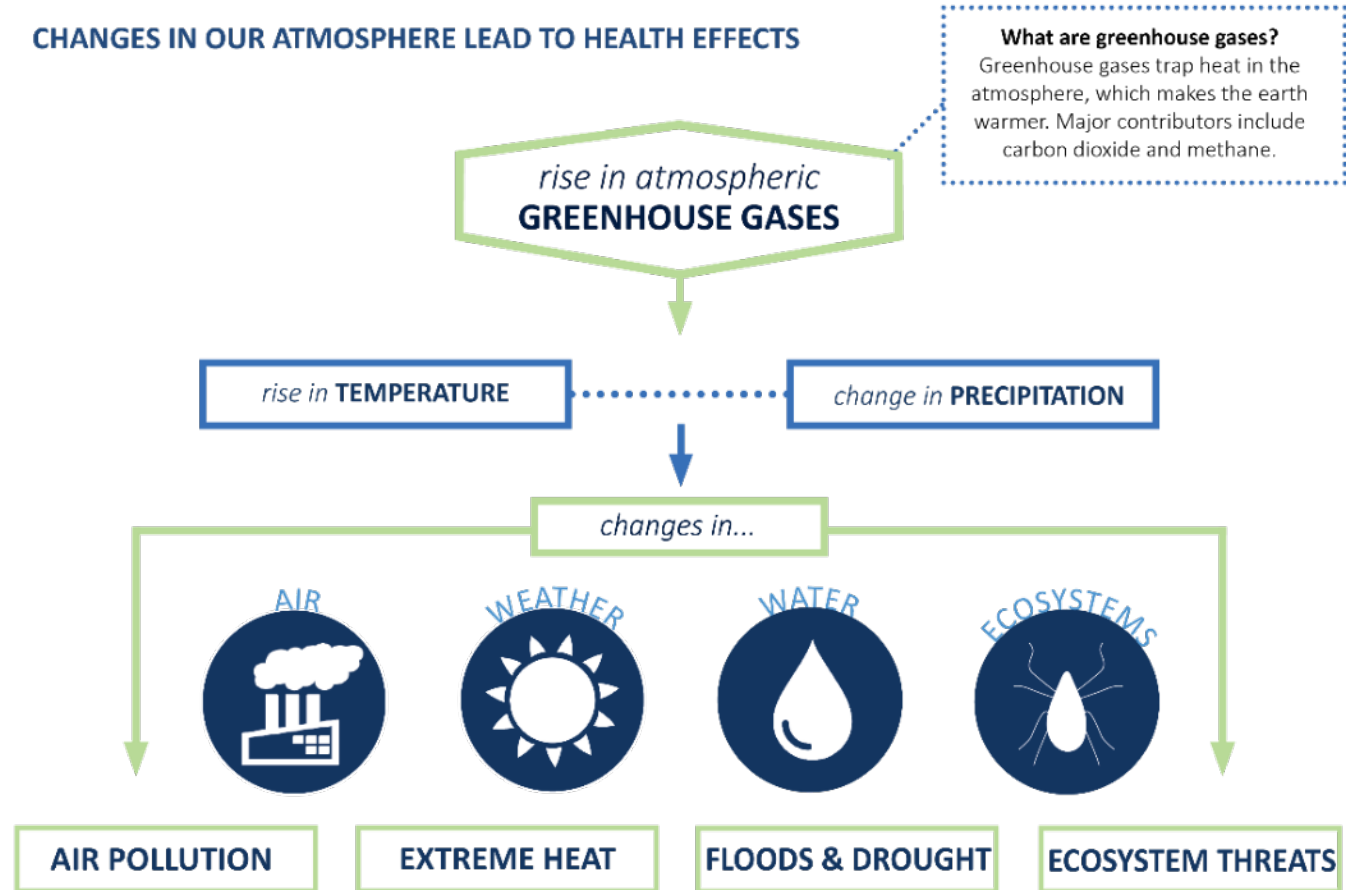 CHANGES IN OUR ATMOSPHERE LEAD TO HEALTH EFFECTS
What are greenhouse gases?
Greenhouse gases trap heat in the
atmosphere, which makes the earth
warmer. Major contributors include
carbon dioxide and methane.
rise in atmospheric
GREENHOUSE GASES
rise in TEMPERATURE
change in PRECIPITATION
changes in...
AIR
WEATHER
WATER
ECOSYSTEMS
AIR POLLUTION
EXTREME HEAT
FLOODS & DROUGHT
ECOSYSTEM THREATS